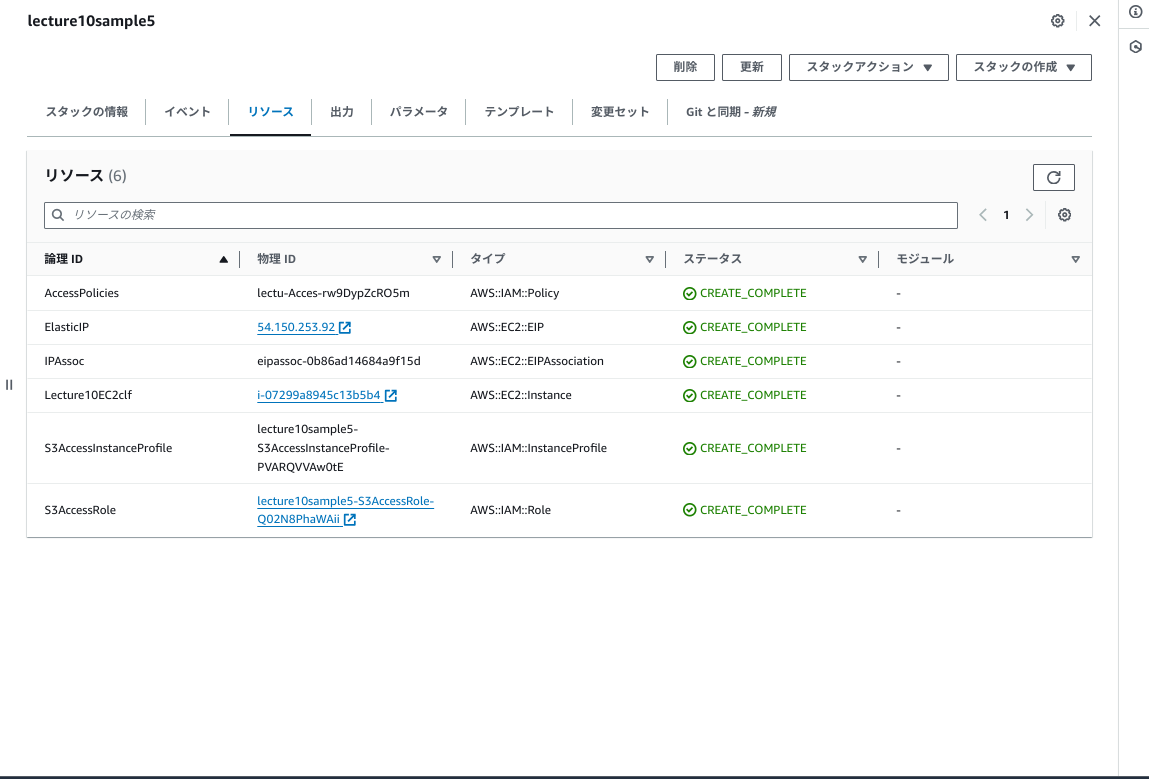 lecture10sample5
削除 更新 スタックアクション スタックの作成
スタックの情報 イベント リソース 出力 パラメータ テンプレート 変更セット Git と同期 - 新規
リソース (6)
リソースの検索 1
論理 ID 物理 ID タイプ ステータス モジュール
AccessPolicies lectu-Acces-rw9DypZcRO5m AWS::IAM::Policy CREATE_COMPLETE -
ElasticIP 54.150.253.92 AWS::EC2::EIP CREATE_COMPLETE -
IPAssoc eipassoc-0b86ad14684a9f15d AWS::EC2::EIPAssociation CREATE_COMPLETE -
Lecture10EC2clf i-07299a8945c13b5b4 AWS::EC2::Instance CREATE_COMPLETE -
lecture10sample5-
S3AccessInstanceProfile S3AccessInstanceProfile- AWS::IAM::InstanceProfile CREATE_COMPLETE -
PVARQVVAw0tE
lecture10sample5-S3AccessRole-
S3AccessRole AWS::IAM::Role CREATE_COMPLETE -
Q02N8PhaWAii